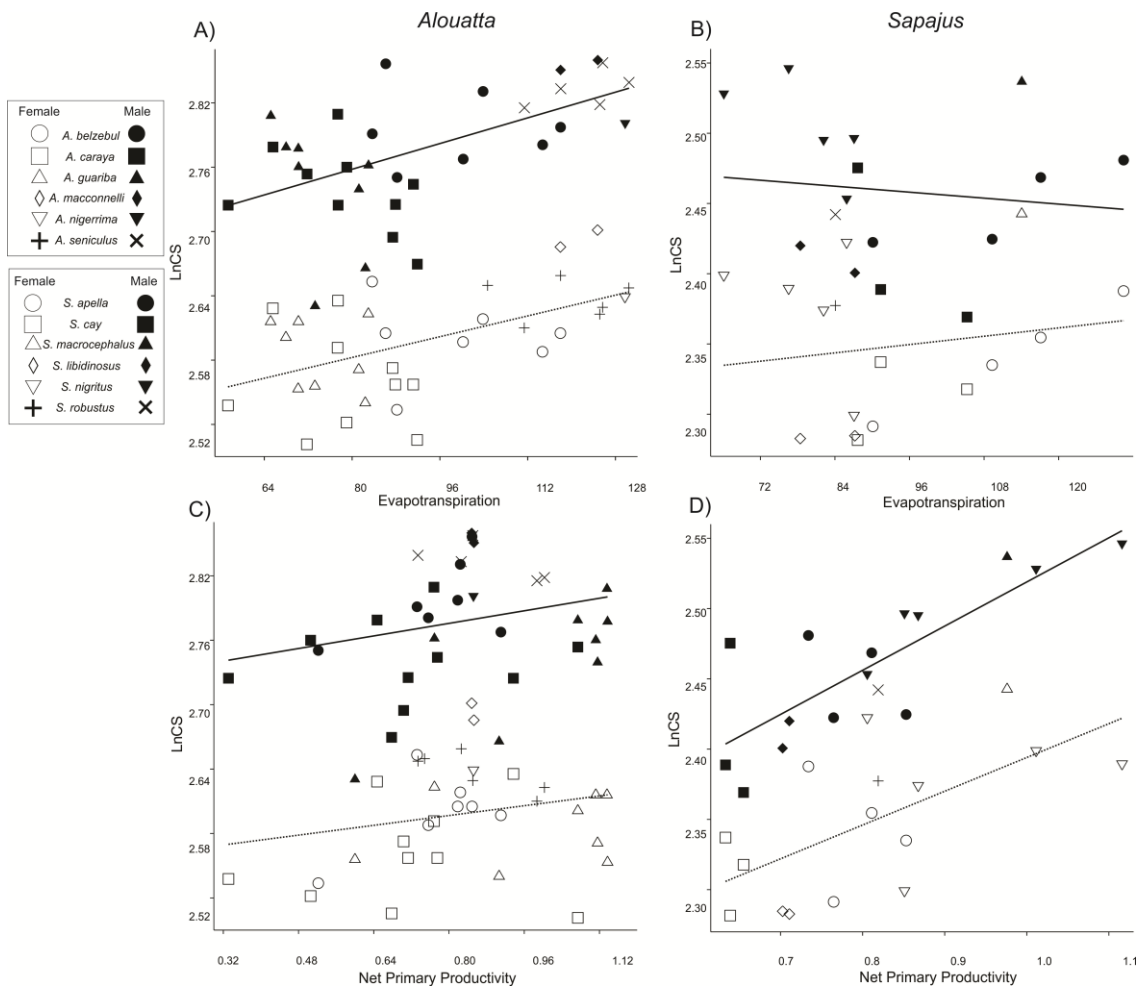 Alouatta
Sapajus
A)
B)
Female Male
A. belzebul
A. caraya
A. guariba
A. macconnelli
A. nigerrima
A. seniculus
Female Male
S. apella
S. cay
S. macrocephalus
S. libidinosus
S. nigritus
S. robustus
LnCS
2.82
2.76
2.70
2.64
2.58
2.52
64 80 96 112 128
Evapotranspiration
LnCS
2.55
2.50
2.45
2.40
2.35
2.30
72 84 96 108 120
Evapotranspiration
C)
D)
LnCS
2.82
2.76
2.70
2.64
2.58
2.52
0.32 0.48 0.64 0.80 0.96 1.12
Net Primary Productivity
LnCS
2.55
2.50
2.45
2.40
2.35
2.30
0.7 0.8 0.9 1.0 1.1
Net Primary Productivity